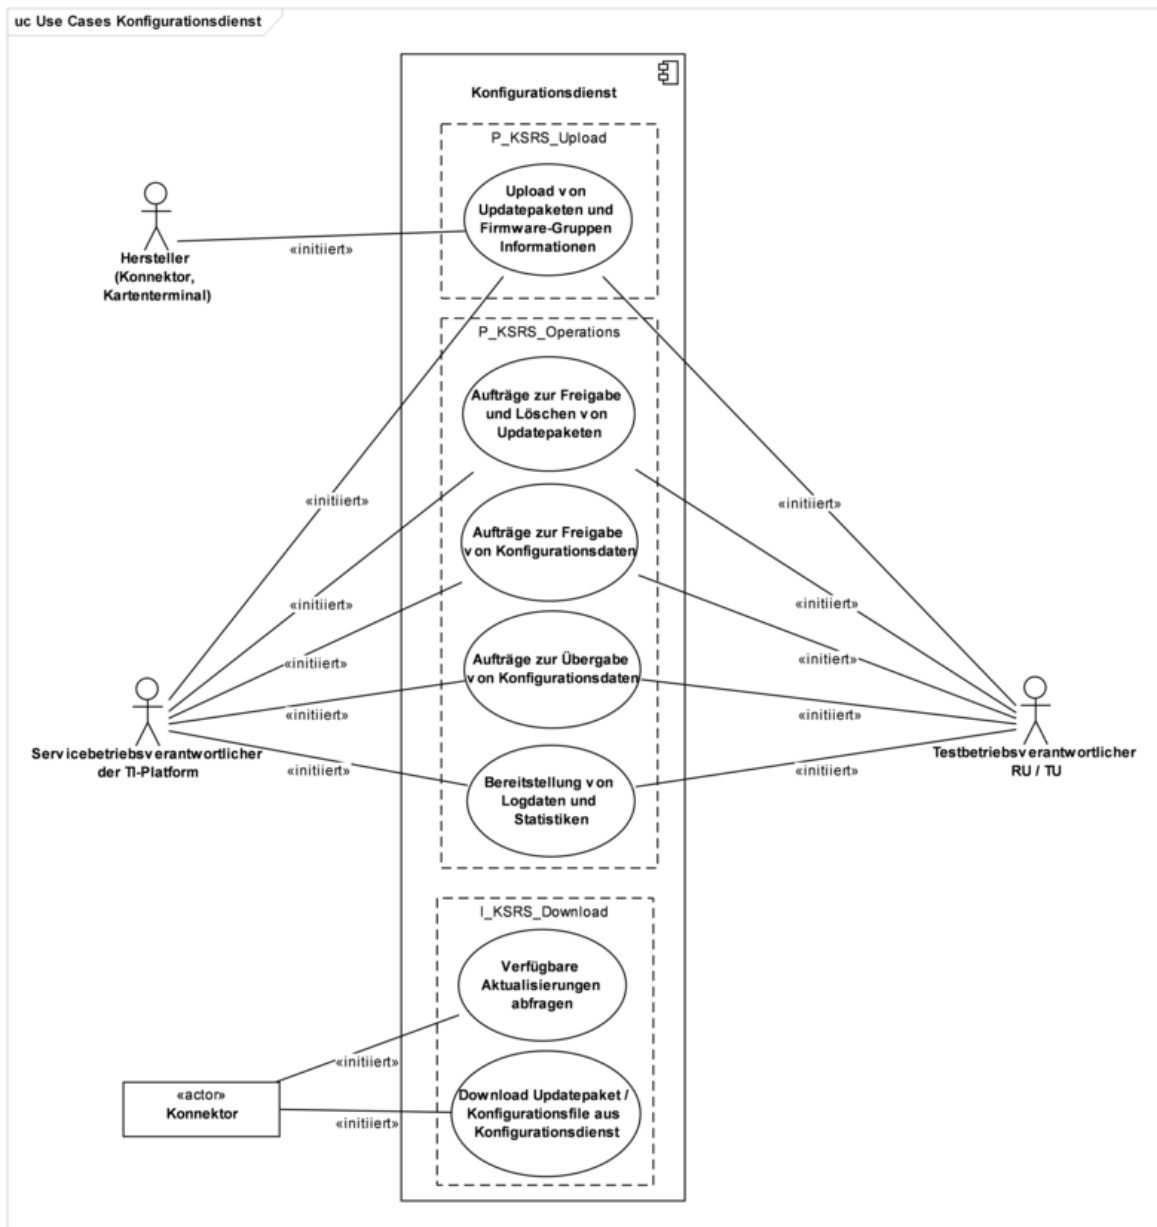 uc Use Cases Konfigurationsdienst
Konfigurationsdienst
P_KSRS_Upload
Upload von
Updatepaketen und
Firmware-Gruppen
Informationen
«initiiert»
Hersteller
(Konnektor,
Kartenterminal)
P_KSRS_Operations
Aufträge zur Freigabe
und Löschen von
Updatepaketen
«initiiert»
«initiiert»
Aufträge zur Freigabe
von Konfigurationsdaten
«initiiert»
«initiiert»
«initiiert»
«initiiert»
Aufträge zur Übergabe
von Konfigurationsdaten
«initiiert»
«initiiert»
Servicebetriebsverantwortlicher
der TI-Platform
Testbetriebsverantwortlicher
RU / TU
«initiiert»
«initiiert»
Bereitstellung von
Logdaten und
Statistiken
I_KSRS_Download
Verfügbare
Aktualisierungen
abfragen
«initiiert»
«actor»
Konnektor
«initiiert»
Download Updatepaket /
Konfigurationsfile aus
Konfigurationsdienst